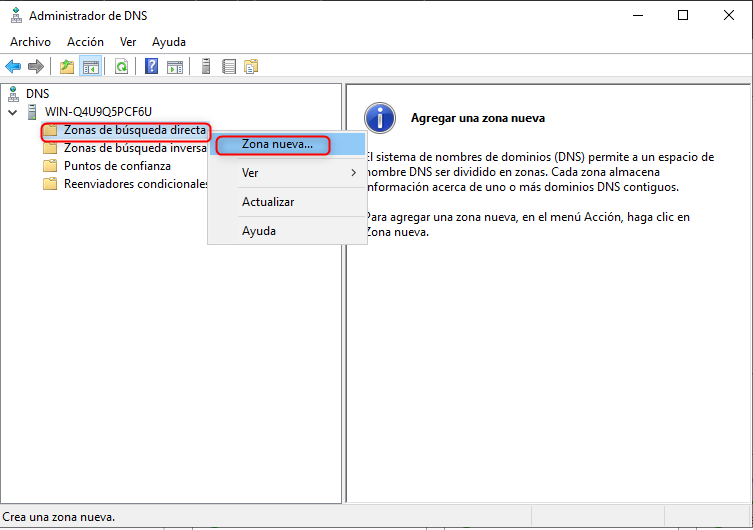 Administrador de DNS
Archivo Acción Ver Ayuda
DNS
WIN-Q4U9Q5PCF6U
Zonas de búsqueda directa
Zonas de búsqueda inversa
Puntos de confianza
Reenviadores condicionales
Zona nueva...
Ver
Actualizar
Ayuda
Agregar una zona nueva
El sistema de nombres de dominios (DNS) permite a un espacio de
nombre DNS ser dividido en zonas. Cada zona almacena
información acerca de uno o más dominios DNS contiguos.
Para agregar una zona nueva, en el menú Acción, haga clic en
Zona nueva.
Crea una zona nueva.